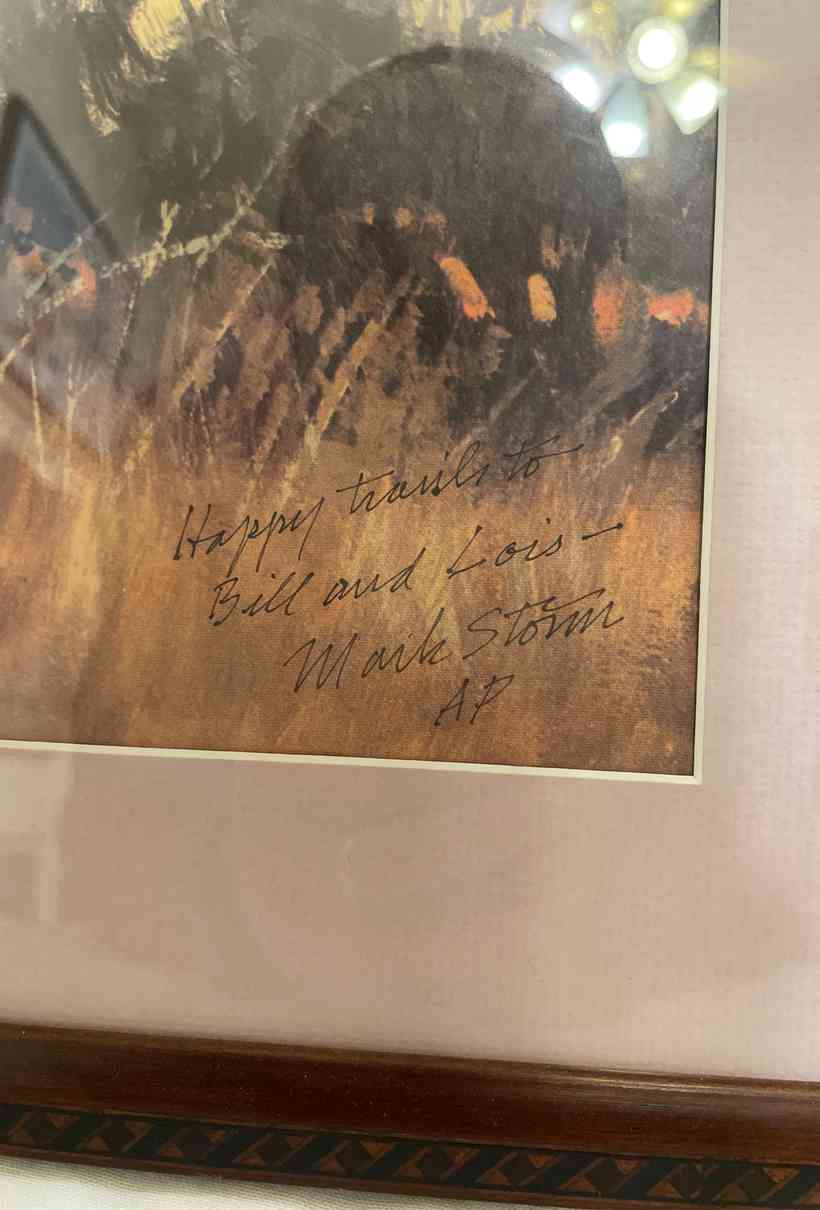 Happy trails to
Bill and Lois —
Mark Storm
AP